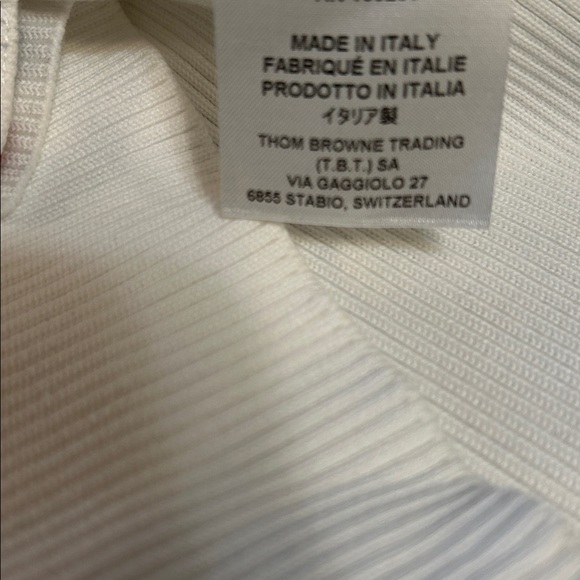 MADE IN ITALY
FABRIQUÉ EN ITALIE
PRODOTTO IN ITALIA
イタリア製
THOM BROWNE TRADING
(T.B.T.) SA
VIA GAGGIOLO 27
6855 STABIO, SWITZERLAND